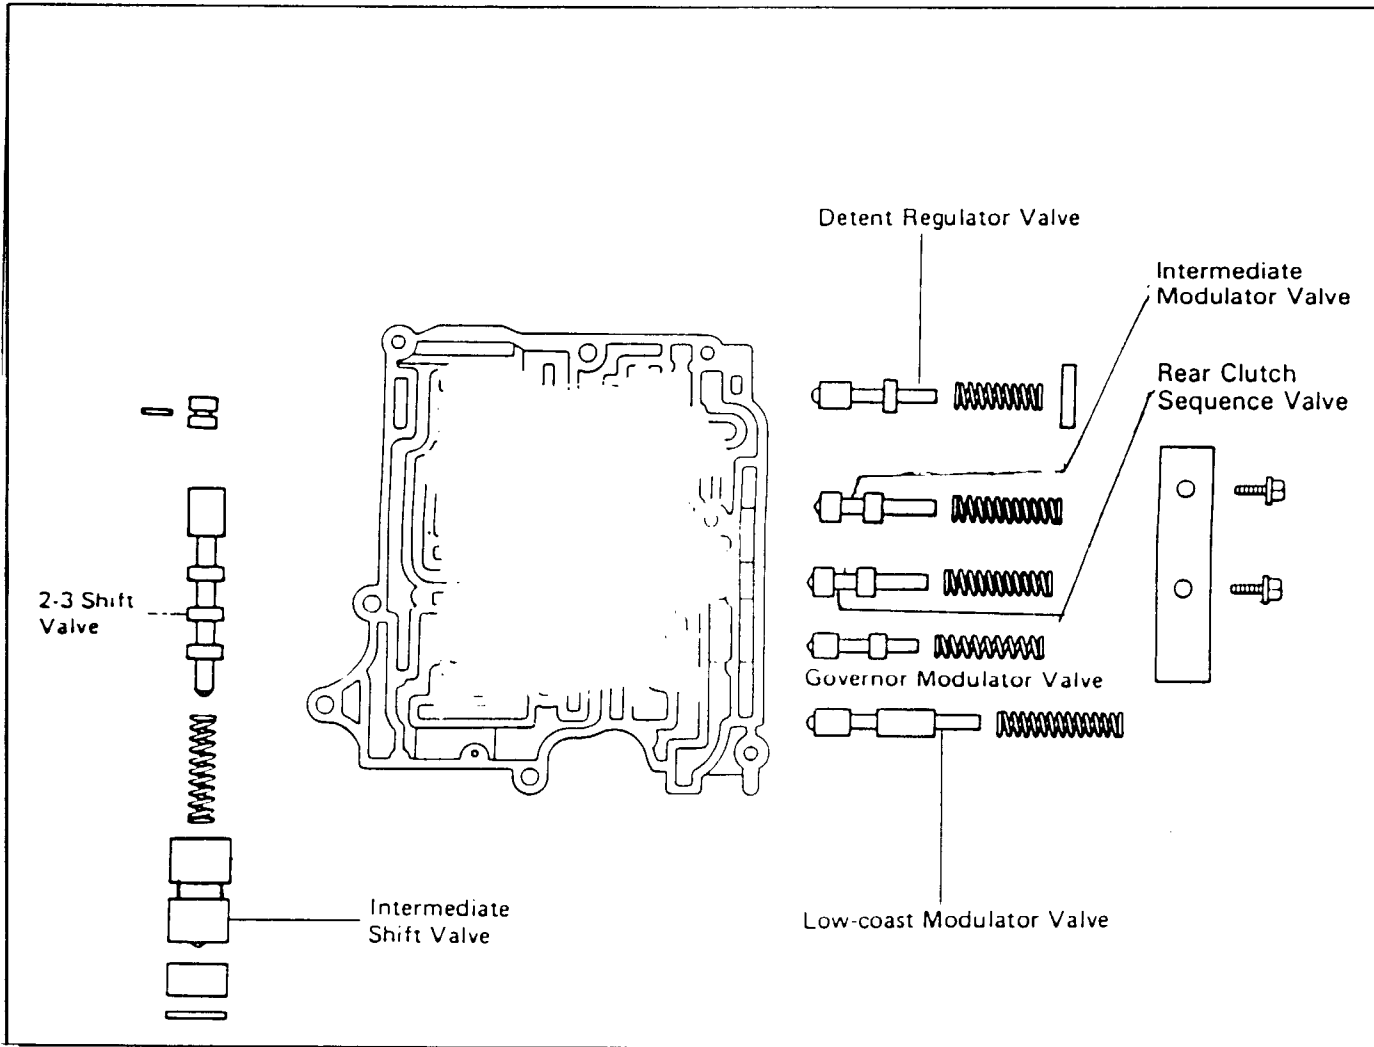 Detent Regulator Valve
Intermediate
Modulator Valve
Rear Clutch
Sequence Valve
2-3 Shift
Valve
Governor Modulator Valve
Intermediate
Shift Valve
Low-coast Modulator Valve